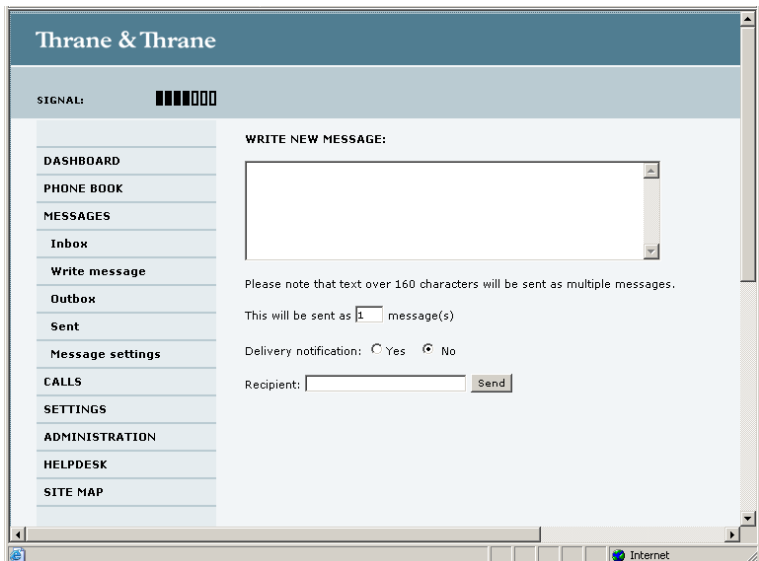 Thrane & Thrane
SIGNAL:
WRITE NEW MESSAGE:
DASHBOARD
PHONE BOOK
MESSAGES
Inbox
Write message
Outbox
Sent
Message settings
CALLS
SETTINGS
ADMINISTRATION
HELPDESK
SITE MAP
Please note that text over 160 characters will be sent as multiple messages.
This will be sent as 1 message(s)
Delivery notification: Yes No
Recipient: Send
Internet